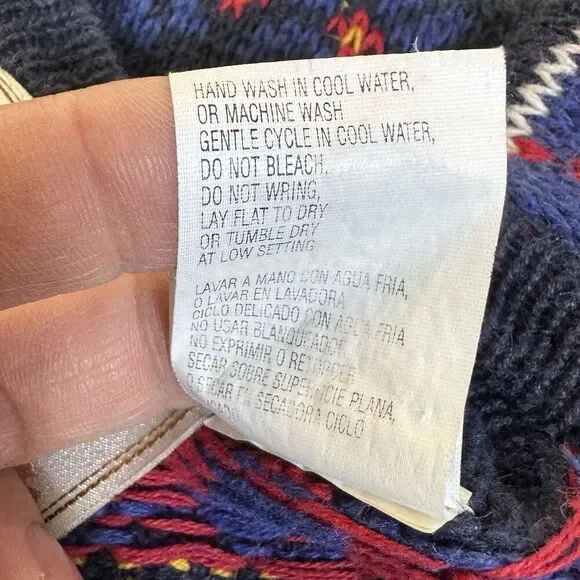 HAND WASH IN COOL WATER,
OR MACHINE WASH
GENTLE CYCLE IN COOL WATER,
DO NOT BLEACH,
DO NOT WRING,
LAY FLAT TO DRY
OR TUMBLE DRY
AT LOW SETTING
LAVAR A MANO CON AGUA FRIA,
O LAVAR EN LAVADORA
CICLO DELICADO CON AGUA FRIA
NO USAR BLANQUEADOR
NO EXPRIMIR O RETORCER
SECAR SOBRE SUPERFICIE PLANA,
O SECAR EN SECADORA CICLO